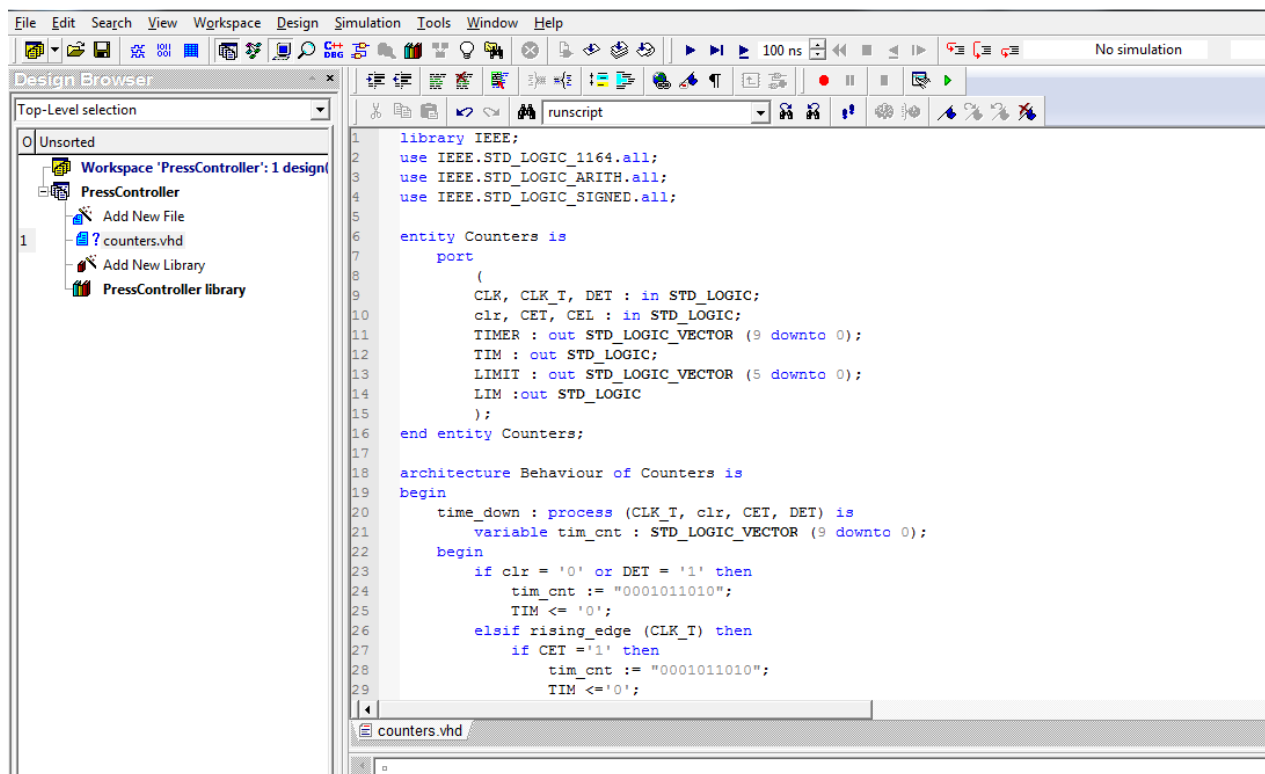 File Edit Search View Workspace Design Simulation Tools Window Help
C++ DBG 100 ns No simulation
Design Browser
Top-Level selection
runscript
O Unsorted
Workspace 'PressController': 1 design(
PressController
Add New File
1 ? counters.vhd
Add New Library
PressController library
1 library IEEE;
2 use IEEE.STD_LOGIC_1164.all;
3 use IEEE.STD_LOGIC_ARITH.all;
4 use IEEE.STD_LOGIC_SIGNED.all;
5
6 entity Counters is
7 port
8 (
9 CLK, CLK_T, DET : in STD_LOGIC;
10 clr, CET, CEL : in STD_LOGIC;
11 TIMER : out STD_LOGIC_VECTOR (9 downto 0);
12 TIM : out STD_LOGIC;
13 LIMIT : out STD_LOGIC_VECTOR (5 downto 0);
14 LIM :out STD_LOGIC
15 );
16 end entity Counters;
17
18 architecture Behaviour of Counters is
19 begin
20 time_down : process (CLK_T, clr, CET, DET) is
21 variable tim_cnt : STD_LOGIC_VECTOR (9 downto 0);
22 begin
23 if clr = '0' or DET = '1' then
24 tim_cnt := "0001011010";
25 TIM <= '0';
26 elsif rising_edge (CLK_T) then
27 if CET ='1' then
28 tim_cnt := "0001011010";
29 TIM <='0';
counters.vhd